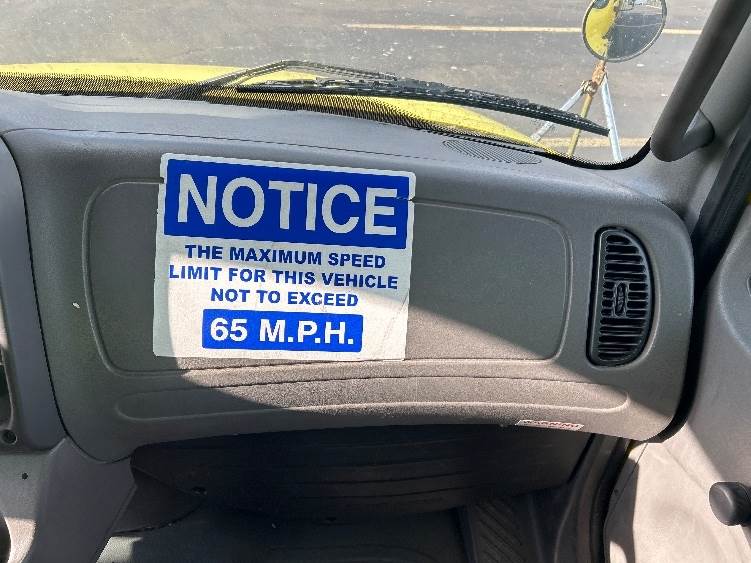 NOTICE
THE MAXIMUM SPEED
LIMIT FOR THIS VEHICLE
NOT TO EXCEED
65 M.P.H.